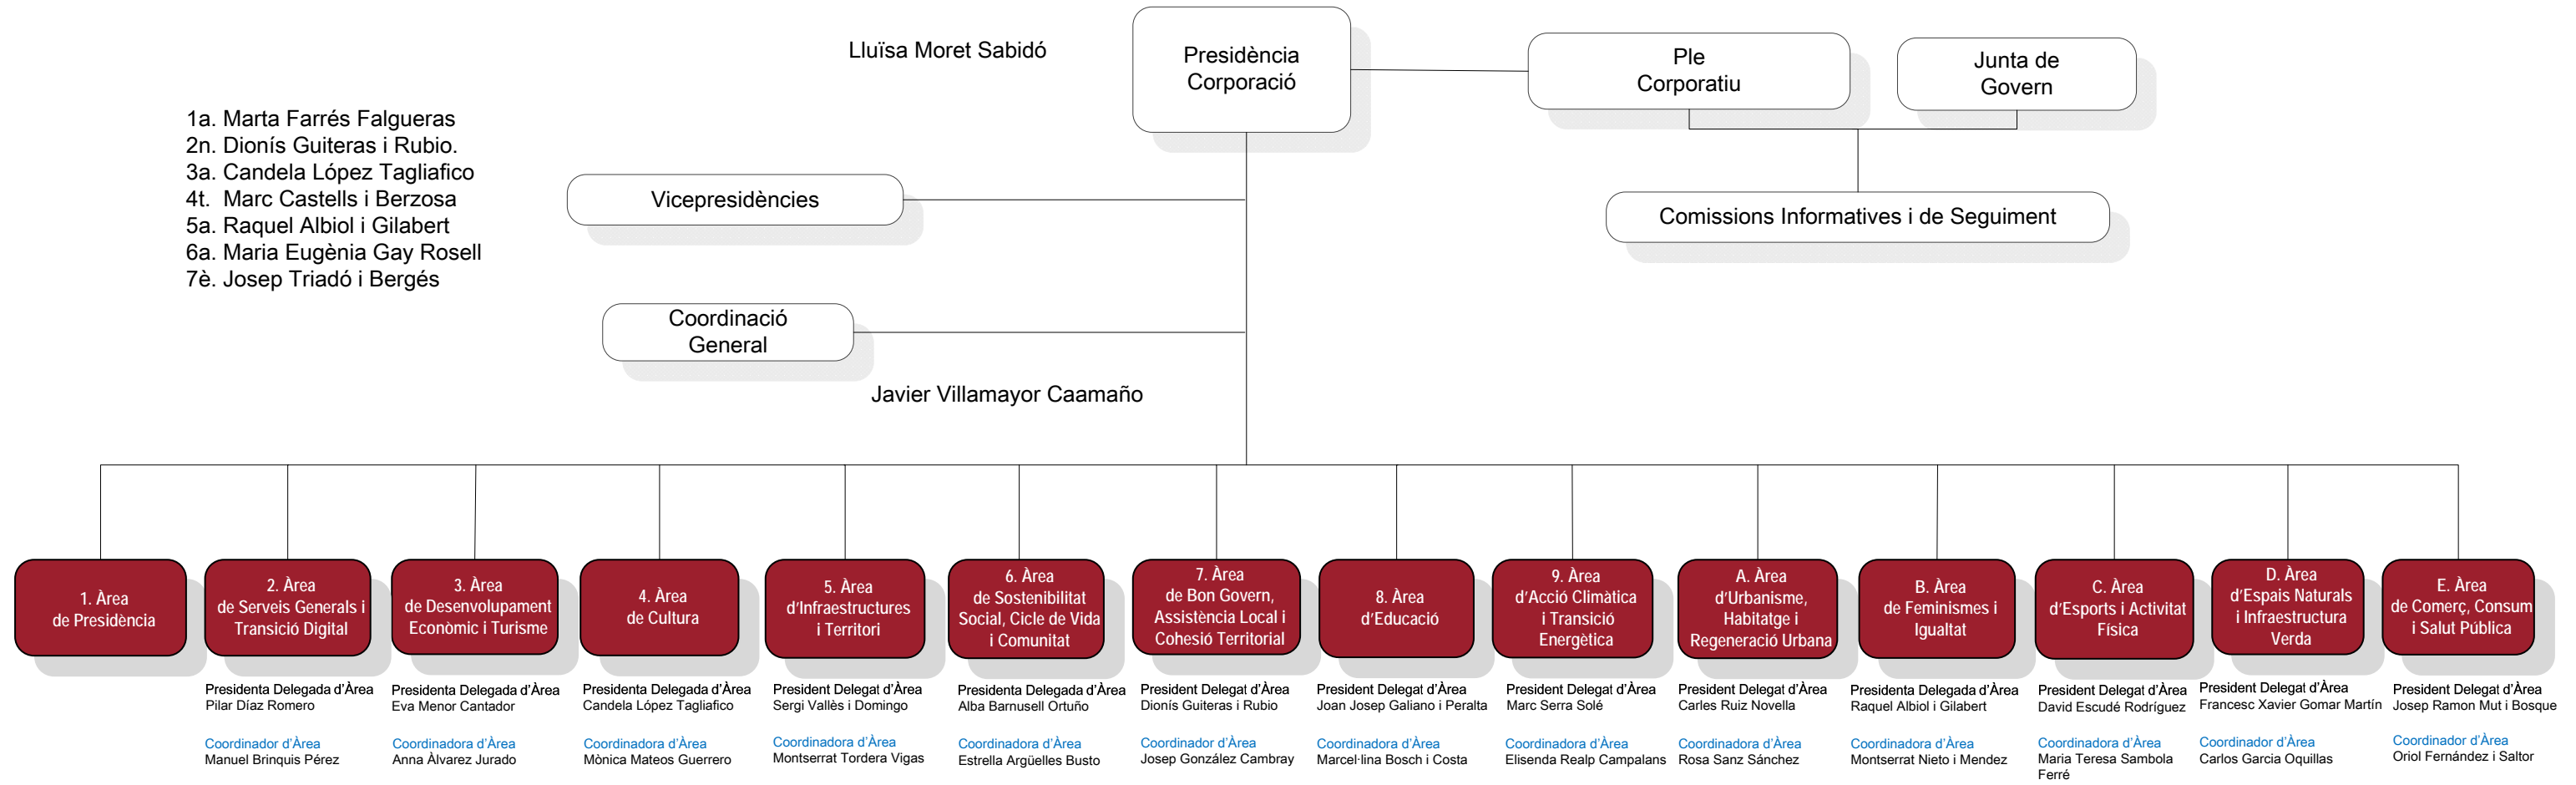 Lluïsa Moret Sabidó
Presidència
Corporació
Ple
Corporatiu
Junta de
Govern
1a. Marta Farrés Falgueras
2n. Dionís Guiteras i Rubio.
3a. Candela López Tagliafico
4t. Marc Castells i Berzosa
5a. Raquel Albiol i Gilabert
6a. Maria Eugènia Gay Rosell
7è. Josep Triadó i Bergés
Vicepresidències
Comissions Informatives i de Seguiment
Coordinació
General
Javier Villamayor Caamaño
1. Àrea
de Presidència
2. Àrea
de Serveis Generals i
Transició Digital
Presidenta Delegada d'Àrea
Pilar Díaz Romero
Coordinador d'Àrea
Manuel Brinquis Pérez
3. Àrea
de Desenvolupament
Econòmic i Turisme
Presidenta Delegada d'Àrea
Eva Menor Cantador
Coordinadora d'Àrea
Anna Àlvarez Jurado
4. Àrea
de Cultura
Presidenta Delegada d'Àrea
Candela López Tagliafico
Coordinadora d'Àrea
Mònica Mateos Guerrero
5. Àrea
d'Infraestructures
i Territori
President Delegat d'Àrea
Sergi Vallès i Domingo
Coordinadora d'Àrea
Montserrat Tordera Vigas
6. Àrea
de Sostenibilitat
Social, Cicle de Vida
i Comunitat
Presidenta Delegada d'Àrea
Alba Barnusell Ortuño
Coordinadora d'Àrea
Estrella Argüelles Busto
7. Àrea
de Bon Govern,
Assistència Local i
Cohesió Territorial
President Delegat d'Àrea
Dionís Guiteras i Rubio
Coordinador d'Àrea
Josep González Cambray
8. Àrea
d'Educació
President Delegat d'Àrea
Joan Josep Galiano i Peralta
Coordinadora d'Àrea
Marcel·lina Bosch i Costa
9. Àrea
d'Acció Climàtica
i Transició
Energètica
President Delegat d'Àrea
Marc Serra Solé
Coordinadora d'Àrea
Elisenda Realp Campalans
A. Àrea
d'Urbanisme,
Habitatge i
Regeneració Urbana
President Delegat d'Àrea
Carles Ruiz Novella
Coordinadora d'Àrea
Rosa Sanz Sánchez
B. Àrea
de Feminismes i
Igualtat
Presidenta Delegada d'Àrea
Raquel Albiol i Gilabert
Coordinadora d'Àrea
Montserrat Nieto i Mendez
C. Àrea
d'Esports i Activitat
Física
President Delegat d'Àrea
David Escudé Rodríguez
Coordinadora d'Àrea
Maria Teresa Sambola
Ferré
D. Àrea
d'Espais Naturals
i Infraestructura
Verda
President Delegat d'Àrea
Francesc Xavier Gomar Martín
Coordinador d'Àrea
Carlos Garcia Oquillas
E. Àrea
de Comerç, Consum
i Salut Pública
President Delegat d'Àrea
Josep Ramon Mut i Bosque
Coordinador d'Àrea
Oriol Fernández i Saltor